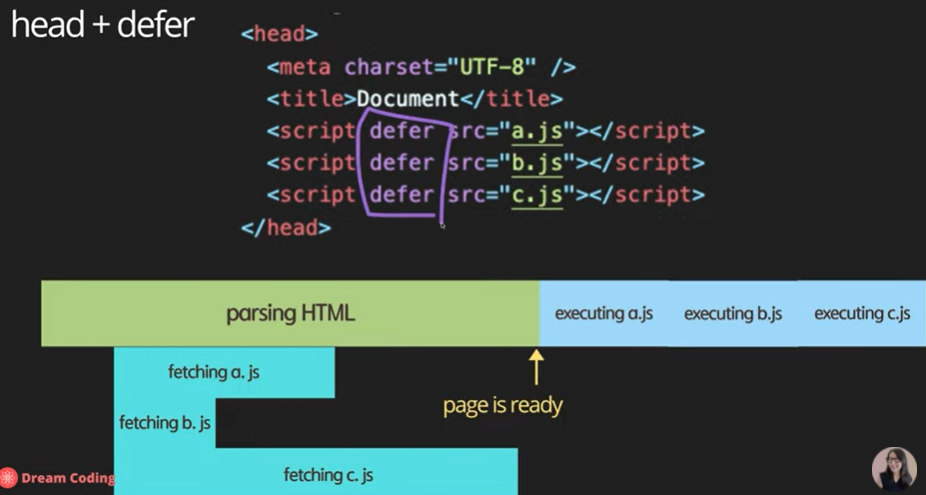 head + defer
<head>
<meta charset="UTF-8" />
<title>Document</title>
<script defer src="a.js"></script>
<script defer src="b.js"></script>
<script defer src="c.js"></script>
</head>
parsing HTML
executing a.js
executing b.js
executing c.js
fetching a. js
page is ready
fetching b. js
fetching c. js
Dream Coding